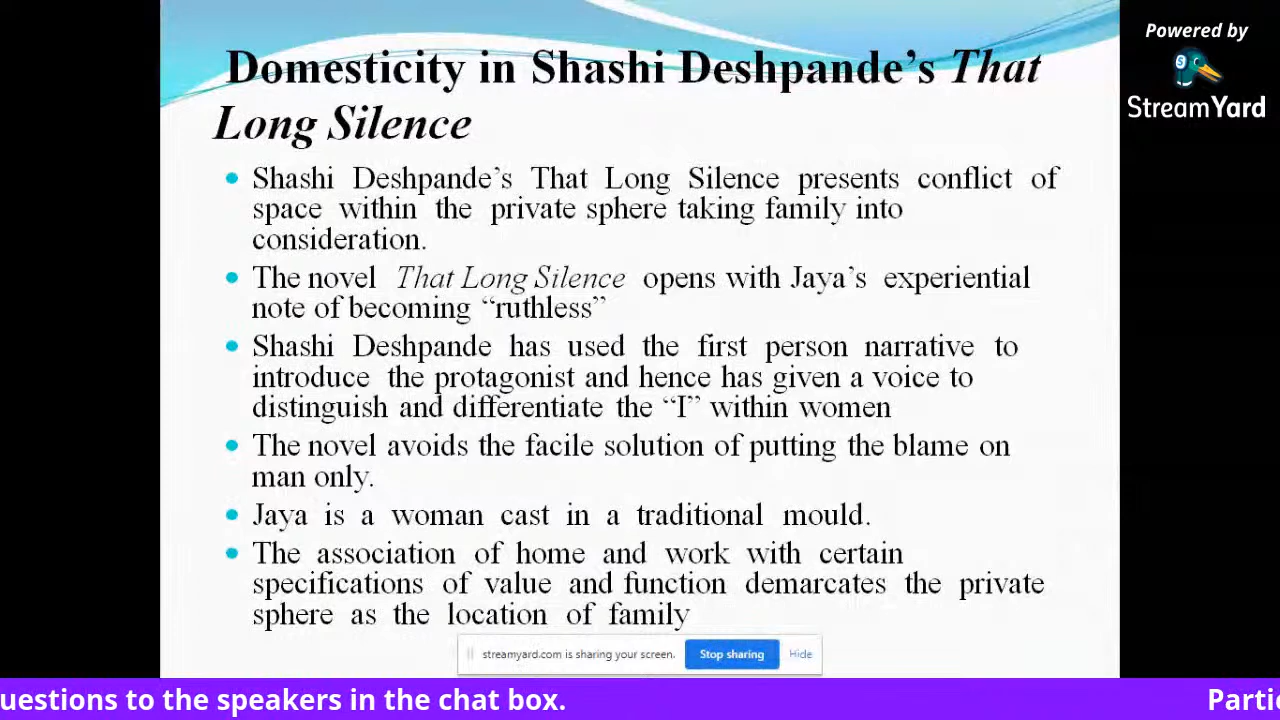 Powered by
StreamYard
Domesticity in Shashi Deshpande’s That
Long Silence
• Shashi Deshpande’s That Long Silence presents conflict of
space within the private sphere taking family into
consideration.
• The novel That Long Silence opens with Jaya’s experiential
note of becoming “ruthless”
• Shashi Deshpande has used the first person narrative to
introduce the protagonist and hence has given a voice to
distinguish and differentiate the “I” within women
• The novel avoids the facile solution of putting the blame on
man only.
• Jaya is a woman cast in a traditional mould.
• The association of home and work with certain
specifications of value and function demarcates the private
sphere as the location of family
streamyard.com is sharing your screen. Stop sharing Hide
uestions to the speakers in the chat box. Partic